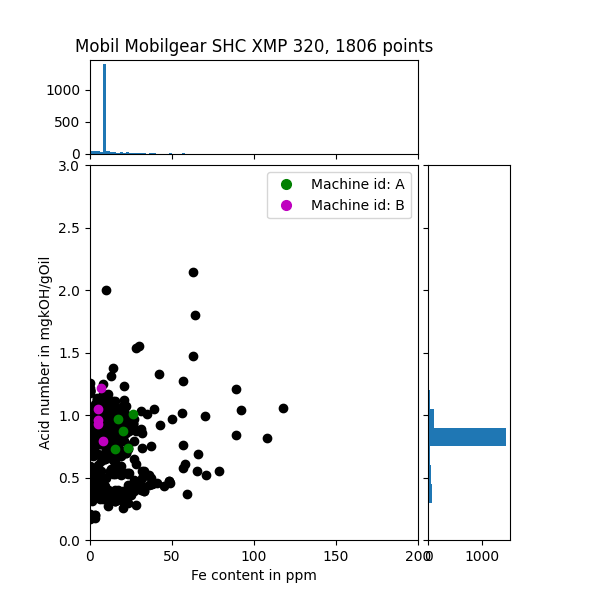 Mobil Mobilgear SHC XMP 320, 1806 points
1000
500
0
3.0
2.5
2.0
1.5
1.0
0.5
0.0
Acid number in mgkOH/gOil
Machine id: A
Machine id: B
0 50 100 150 200
0 1000
Fe content in ppm